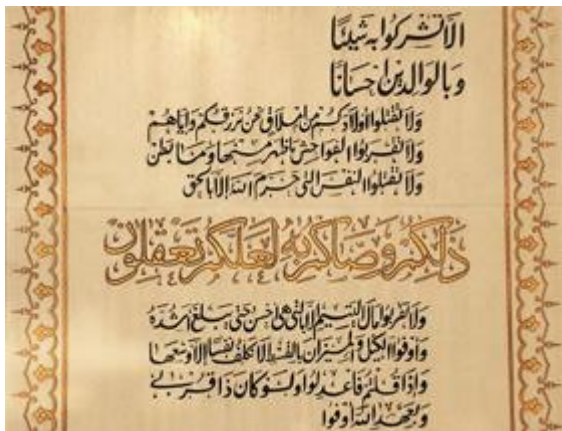 الا تشركوا به شيئا
وبالوالدين احسانا
ولا تقتلوا اولادكم من املاق نحن نرزقكم واياهم
ولا تقربوا الفواحش ما ظهر منها وما بطن
ولا تقتلوا النفس التي حرم الله الا بالحق
ذلكم وصاكم به لعلكم تعقلون
ولا تقربوا مال اليتيم الا بالتي هي احسن حتى يبلغ اشده
واوفوا الكيل والميزان بالقسط لا نكلف نفسا الا وسعها
واذا قلتم فاعدلوا ولو كان ذا قربى
وبعهد الله اوفوا